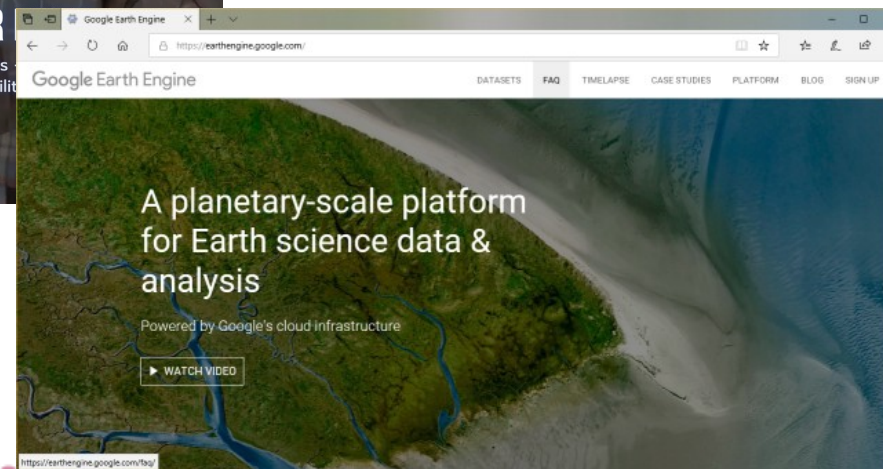 R
s
ilit
Google Earth Engine
https://earthengine.google.com/
Google Earth Engine
DATASETS FAQ TIMELAPSE CASE STUDIES PLATFORM BLOG SIGN UP
A planetary-scale platform
for Earth science data &
analysis
Powered by Google's cloud infrastructure
WATCH VIDEO
https://earthengine.google.com/faq/